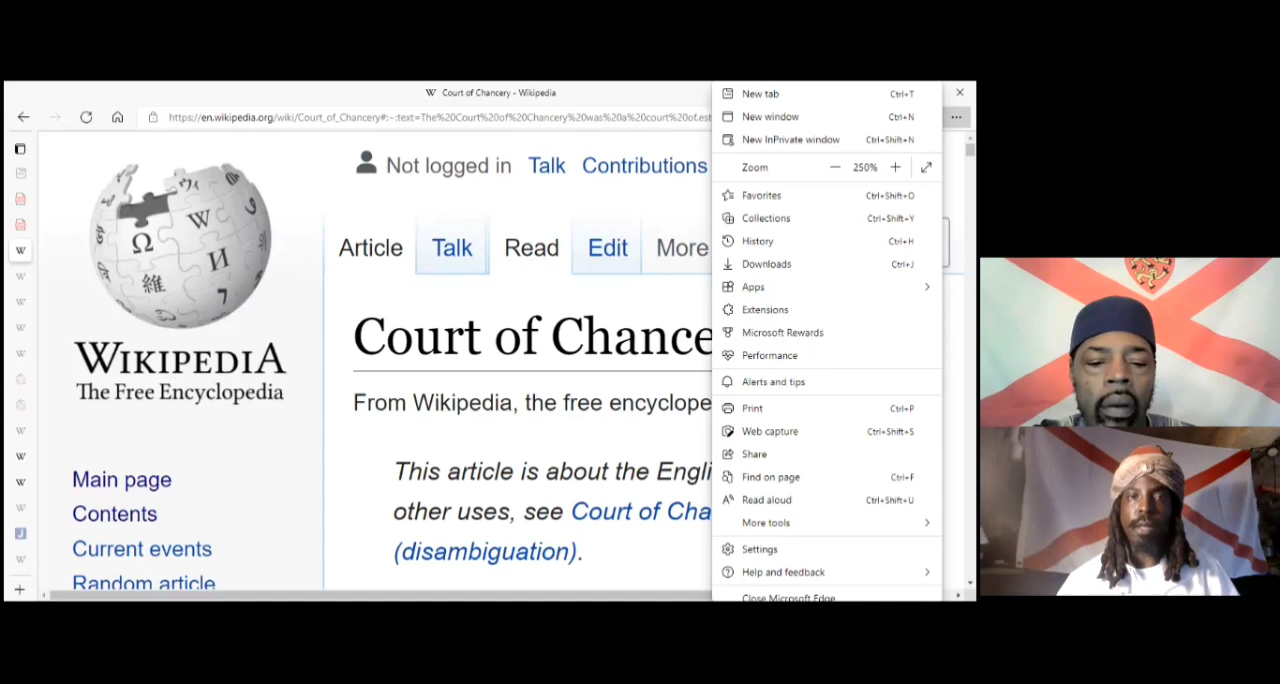 Court of Chancery - Wikipedia
https://en.wikipedia.org/wiki/Court_of_Chancery#:~:text=The%20Court%20of%20Chancery%20was%20a%20court%20of,est
Not logged in Talk Contributions
Article Talk Read Edit More
WIKIPEDIA
The Free Encyclopedia
Main page
Contents
Current events
Random article
Court of Chance
From Wikipedia, the free encyclope
This article is about the Engli
other uses, see Court of Cha
(disambiguation).
New tab Ctrl+T
New window Ctrl+N
New InPrivate window Ctrl+Shift+N
Zoom — 250% +
Favorites Ctrl+Shift+O
Collections Ctrl+Shift+Y
History Ctrl+H
Downloads Ctrl+J
Apps
Extensions
Microsoft Rewards
Performance
Alerts and tips
Print Ctrl+P
Web capture Ctrl+Shift+S
Share
Find on page Ctrl+F
Read aloud Ctrl+Shift+U
More tools
Settings
Help and feedback
Close Microsoft Edge